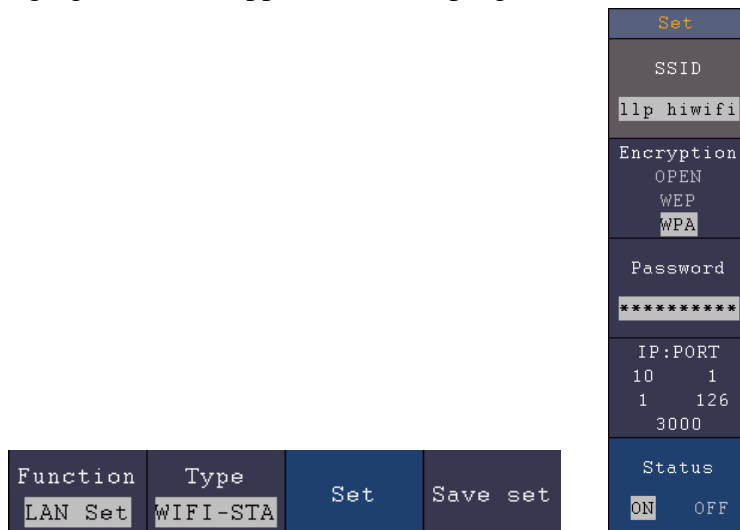 Set
SSID
llp hiwifi
Encryption
OPEN
WEP
WPA
Password
**********
IP:PORT
10 1
1 126
3000
Status
ON OFF
Function
LAN Set
Type
WIFI-STA
Set
Save set